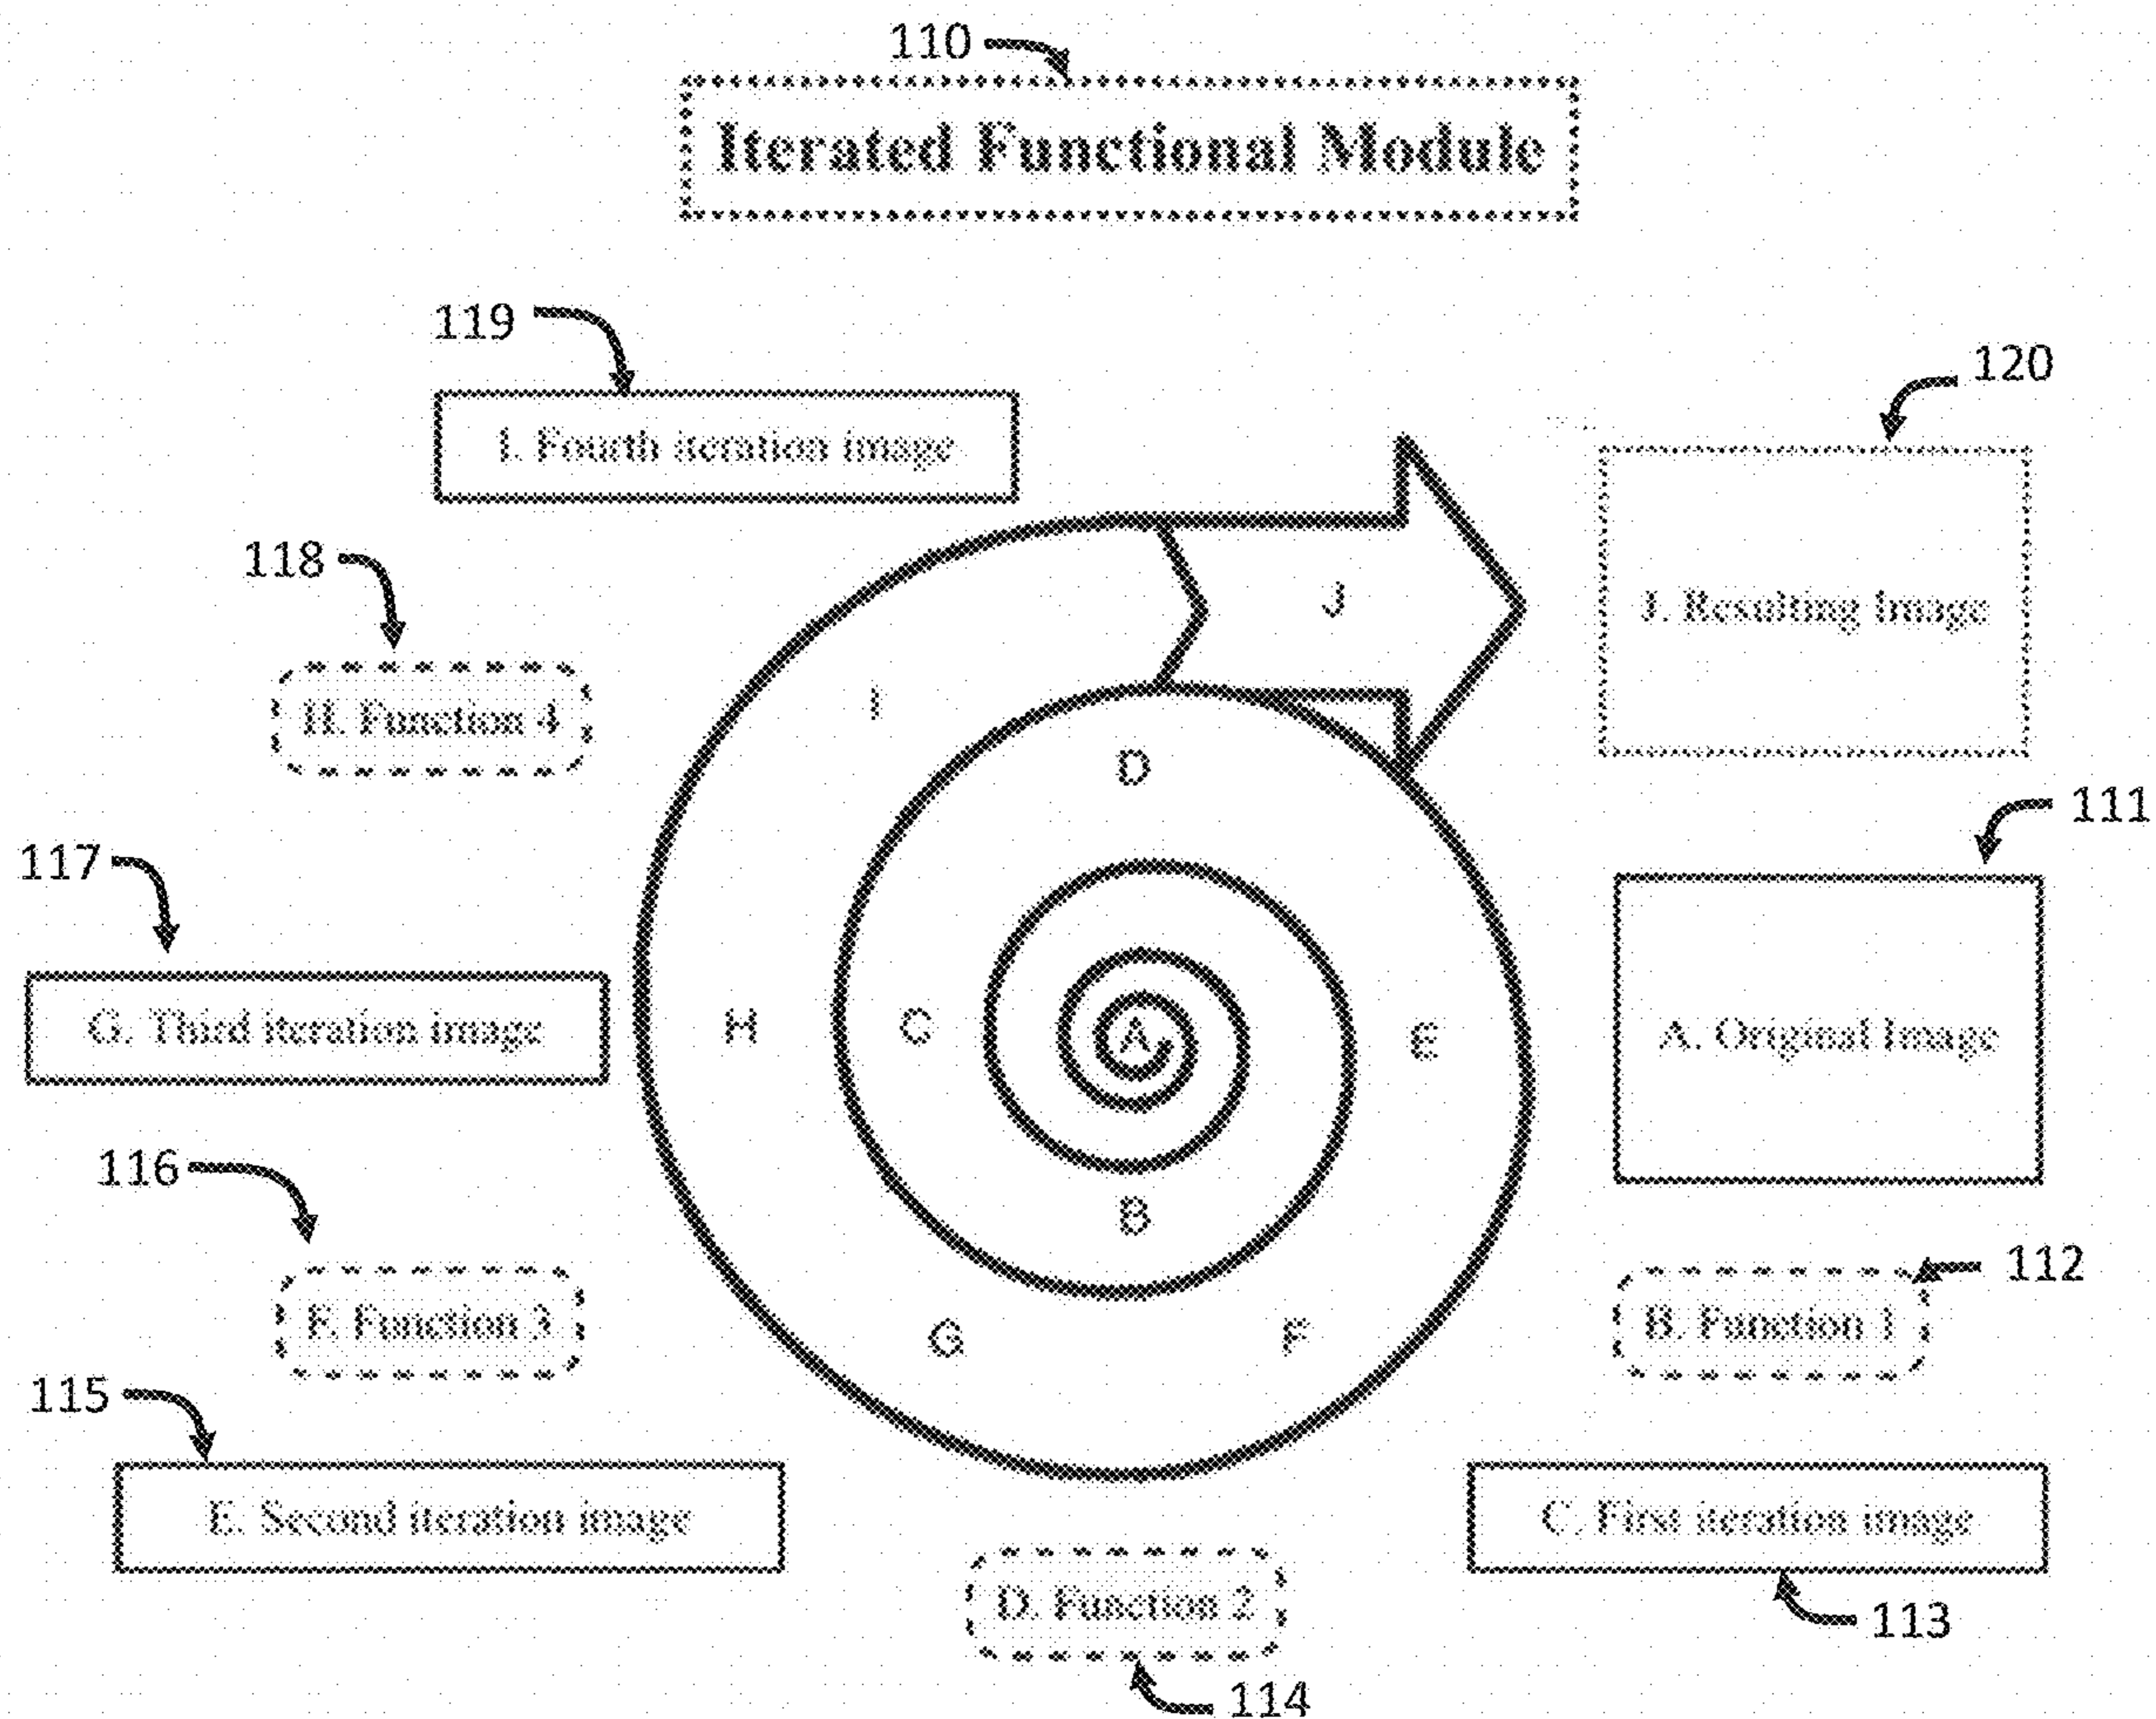 110
Iterated Functional Module
119
I. Fourth iteration image
120
J. Resulting Image
118
H. Function 4
J
I
D
111
117
G. Third iteration image
H
C
A
E
A. Original Image
116
F. Function 3
B
112
B. Function 1
G
F
115
E. Second iteration image
C. First iteration image
D. Function 2
113
114